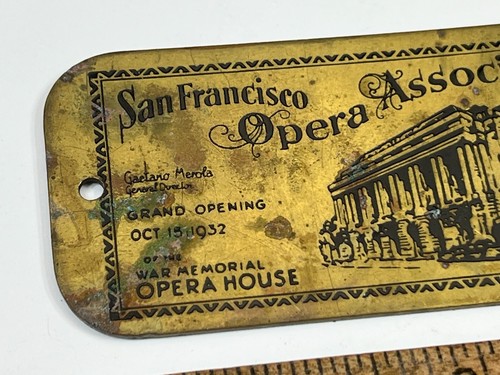 San Francisco
Opera Associ
Gaetano Merola
General Director
GRAND OPENING
OCT 15 1932
OF THE
WAR MEMORIAL
OPERA HOUSE